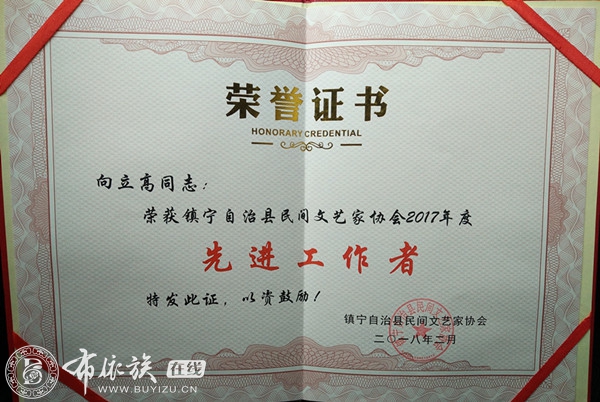 荣誉证书
HONORARY CREDENTIAL
向立高同志:
荣获镇宁自治县民间文艺家协会2017年度
先进工作者
特发此证，以资鼓励!
镇宁自治县民间文艺家协会
二〇一八年二月
布依族在线
WWW.BUYIZU.CN